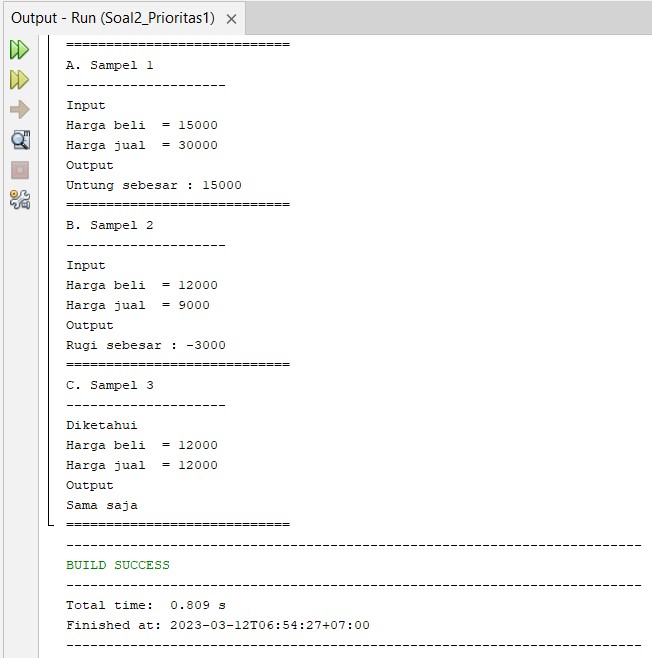 Output - Run (Soal2_Prioritas1) ×
============================
A. Sampel 1
--------------------
Input
Harga beli  = 15000
Harga jual  = 30000
Output
Untung sebesar : 15000
============================
B. Sampel 2
--------------------
Input
Harga beli  = 12000
Harga jual  = 9000
Output
Rugi sebesar : -3000
============================
C. Sampel 3
--------------------
Diketahui
Harga beli  = 12000
Harga jual  = 12000
Output
Sama saja
============================
------------------------------------------------------------------------
BUILD SUCCESS
------------------------------------------------------------------------
Total time:  0.809 s
Finished at: 2023-03-12T06:54:27+07:00
------------------------------------------------------------------------